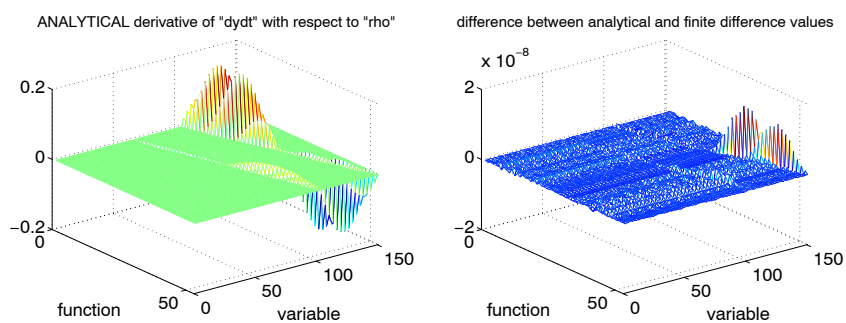 ANALYTICAL derivative of "dydt" with respect to "rho"
0.2
0
−0.2
0
50
function
0
50
100
150
variable
difference between analytical and finite difference values
x 10⁻⁸
2
0
−2
0
50
function
0
50
100
150
variable